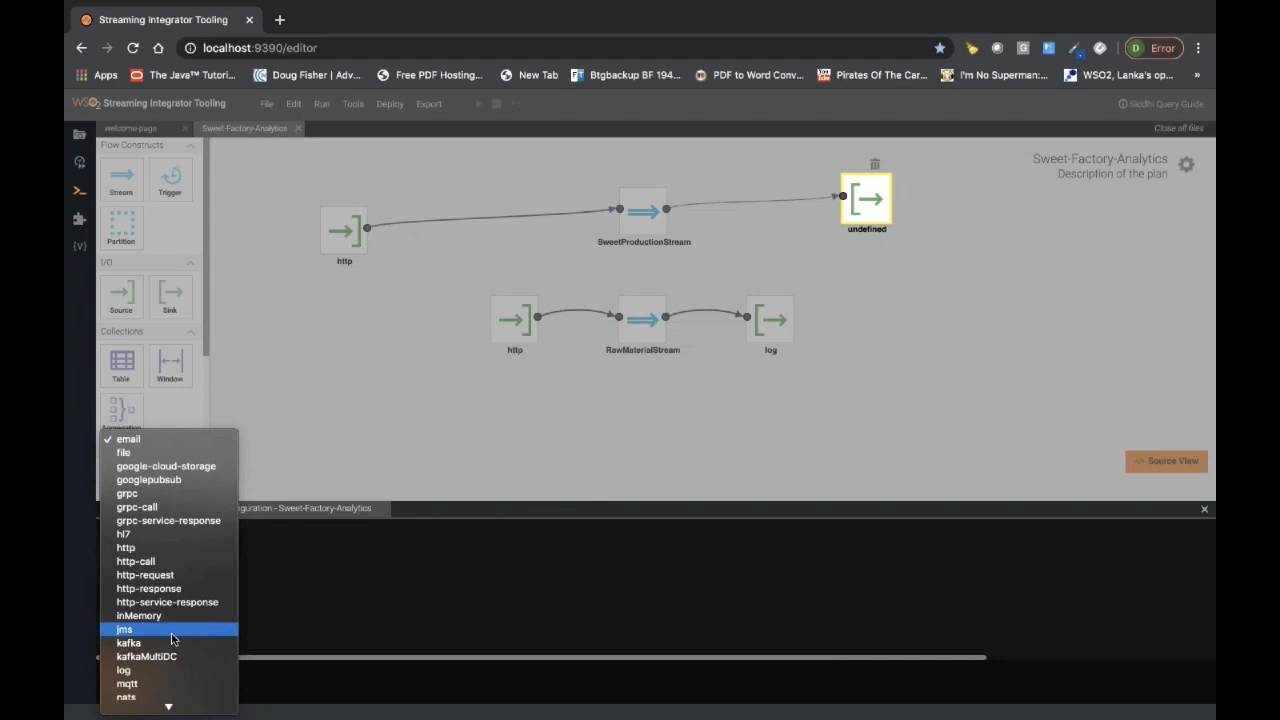 Streaming Integrator Tooling
localhost:9390/editor
D Error
Apps The Java™ Tutori... Doug Fisher | Adv... Free PDF Hosting... New Tab Btgbackup BF 194... PDF to Word Conv... Pirates Of The Car... I'm No Superman:... WSO2, Lanka's op... »
WSO2 Streaming Integrator Tooling File Edit Run Tools Deploy Export Siddhi Query Guide
welcome-page Sweet-Factory-Analytics Close all files
Flow Constructs
Stream Trigger
Partition
I/O
Source Sink
Collections
Table Window
Aggregation
Sweet-Factory-Analytics
Description of the plan
http
SweetProductionStream
undefined
http
RawMaterialStream
log
Source View
guration - Sweet-Factory-Analytics
email
file
google-cloud-storage
googlepubsub
grpc
grpc-call
grpc-service-response
hl7
http
http-call
http-request
http-response
http-service-response
inMemory
jms
kafka
kafkaMultiDC
log
mqtt
nats